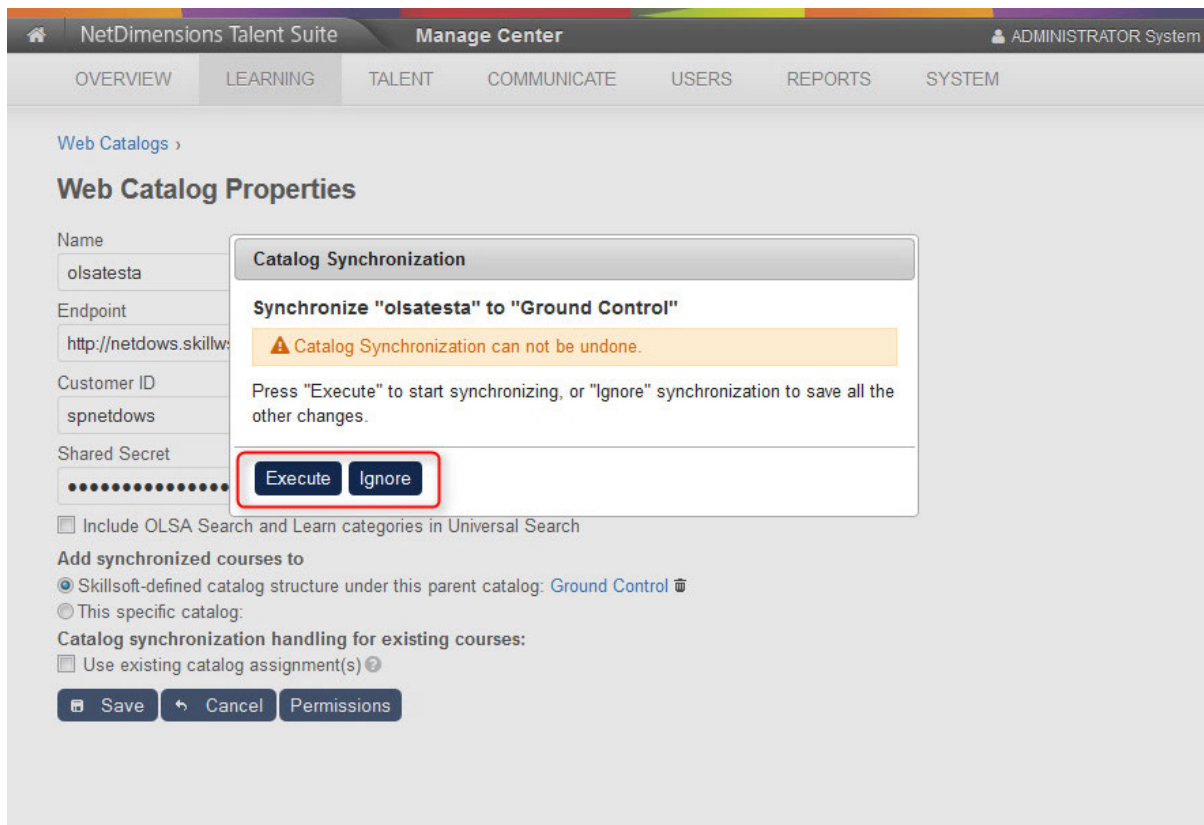 NetDimensions Talent Suite Manage Center ADMINISTRATOR System
OVERVIEW LEARNING TALENT COMMUNICATE USERS REPORTS SYSTEM
Web Catalogs ›
Web Catalog Properties
Name
olsatesta
Endpoint
http://netdows.skillw
Customer ID
spnetdows
Shared Secret
Catalog Synchronization
Synchronize "olsatesta" to "Ground Control"
Catalog Synchronization can not be undone.
Press "Execute" to start synchronizing, or "Ignore" synchronization to save all the
other changes.
Execute Ignore
Include OLSA Search and Learn categories in Universal Search
Add synchronized courses to
Skillsoft-defined catalog structure under this parent catalog: Ground Control
This specific catalog:
Catalog synchronization handling for existing courses:
Use existing catalog assignment(s) ?
Save Cancel Permissions